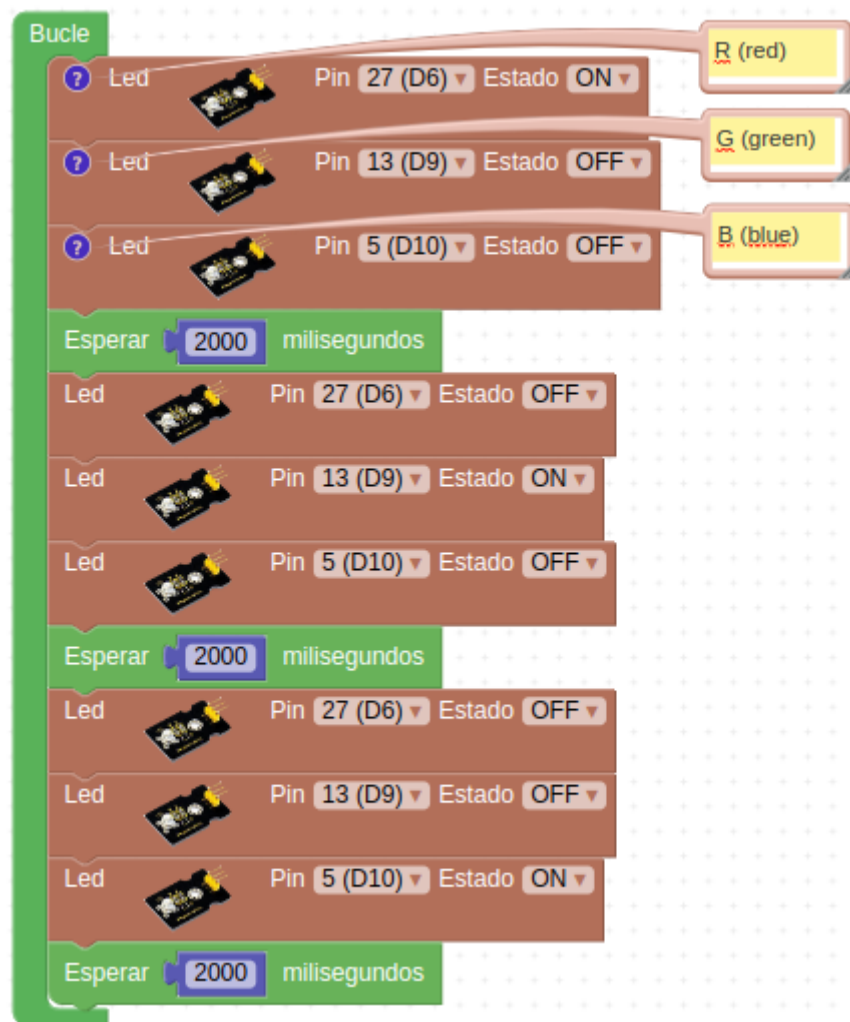 Bucle
? Led Pin 27 (D6) ▾ Estado ON ▾ R (red)
? Led Pin 13 (D9) ▾ Estado OFF ▾ G (green)
? Led Pin 5 (D10) ▾ Estado OFF ▾ B (blue)
Esperar 2000 milisegundos
Led Pin 27 (D6) ▾ Estado OFF ▾
Led Pin 13 (D9) ▾ Estado ON ▾
Led Pin 5 (D10) ▾ Estado OFF ▾
Esperar 2000 milisegundos
Led Pin 27 (D6) ▾ Estado OFF ▾
Led Pin 13 (D9) ▾ Estado OFF ▾
Led Pin 5 (D10) ▾ Estado ON ▾
Esperar 2000 milisegundos